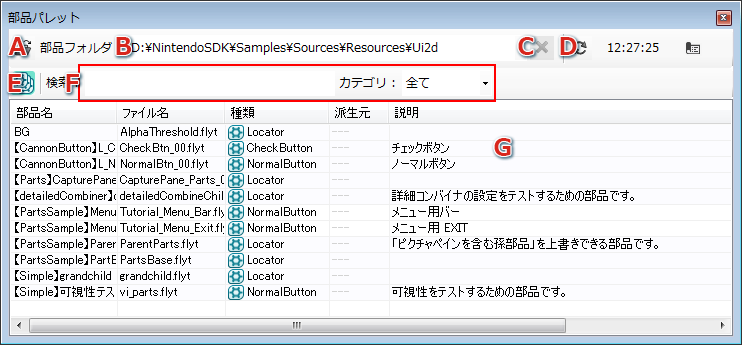 部品パレット
A 部品フォルダ B D:¥NintendoSDK¥Samples¥Sources¥Resources¥Ui2d C D 12:27:25
E 検索 F カテゴリ： 全て
部品名 ファイル名 種類 派生元 説明
BG AlphaThreshold.flyt Locator ----
【CannonButton】L_C CheckBtn_00.flyt CheckButton ---- チェックボタン
【CannonButton】L_N NormalBtn_00.flyt NormalButton ---- ノーマルボタン
【Parts】CapturePane CapturePane_Parts_0 Locator ----
【detailedCombiner】c detailedCombineChil Locator ---- 詳細コンバイナの設定をテストするための部品です。
【PartsSample】Menu Tutorial_Menu_Bar.fly NormalButton ---- メニュー用バー
【PartsSample】Menu Tutorial_Menu_Exit.fly NormalButton ---- メニュー用 EXIT
【PartsSample】Parer ParentParts.flyt Locator ---- 「ピクチャペインを含む孫部品」を上書きできる部品です。
【PartsSample】PartE PartsBase.flyt Locator ----
【Simple】grandchild grandchild.flyt Locator ----
【Simple】可視性テス vi_parts.flyt NormalButton ---- 可視性をテストするための部品です。
G